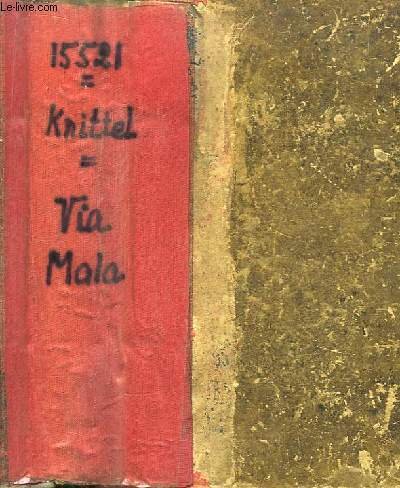 Le-livre.com
15521
=
Knittel
=
Via
Mala